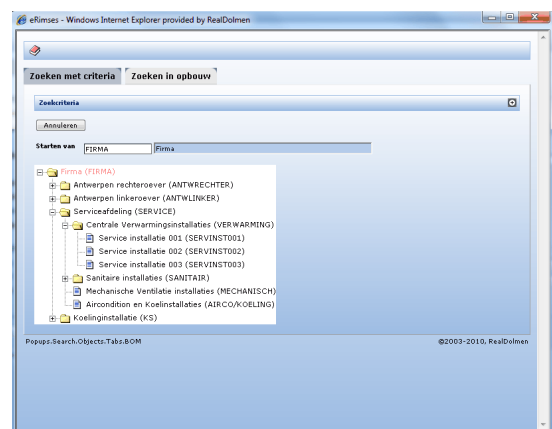 eRimses - Windows Internet Explorer provided by RealDolmen
Zoeken met criteria Zoeken in opbouw
Zoekcriteria
Annuleren
Starten van FIRMA Firma
Firma (FIRMA)
Antwerpen rechteroever (ANTWRECHTER)
Antwerpen linkeroever (ANTWLINKER)
Serviceafdeling (SERVICE)
Centrale Verwarmingsinstallaties (VERWARMING)
Service installatie 001 (SERVINST001)
Service installatie 002 (SERVINST002)
Service installatie 003 (SERVINST003)
Sanitaire installaties (SANITAIR)
Mechanische Ventilatie installaties (MECHANISCH)
Aircondition en Koelinstallaties (AIRCO/KOELING)
Koelinginstallatie (KS)
Popups.Search.Objects.Tabs.BOM ©2003-2010, RealDolmen